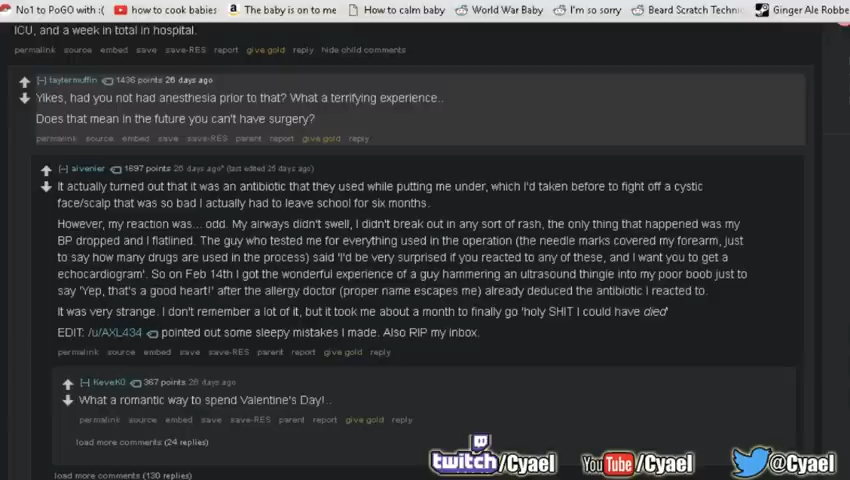 No1 to PoGO with :( how to cook babies The baby is on to me How to calm baby World War Baby I'm so sorry Beard Scratch Techni Ginger Ale Robbe
ICU, and a week in total in hospital.
permalink source embed save save-RES report give gold reply hide child comments
[–] taylermuffin 1436 points 26 days ago
Yikes, had you not had anesthesia prior to that? What a terrifying experience..
Does that mean in the future you can't have surgery?
permalink source embed save save-RES parent report give gold reply
[–] aivenier 1697 points 26 days ago* (last edited 25 days ago)
It actually turned out that it was an antibiotic that they used while putting me under, which I'd taken before to fight off a cystic
face/scalp that was so bad I actually had to leave school for six months.
However, my reaction was... odd. My airways didn't swell, I didn't break out in any sort of rash, the only thing that happened was my
BP dropped and I flatlined. The guy who tested me for everything used in the operation (the needle marks covered my forearm, just
to say how many drugs are used in the process) said 'I'd be very surprised if you reacted to any of these, and I want you to get a
echocardiogram'. So on Feb 14th I got the wonderful experience of a guy hammering an ultrasound thingie into my poor boob just to
say 'Yep, that's a good heart!' after the allergy doctor (proper name escapes me) already deduced the antibiotic I reacted to.
It was very strange. I don't remember a lot of it, but it took me about a month to finally go 'holy SHIT I could have died'
EDIT: /u/AXL434 pointed out some sleepy mistakes I made. Also RIP my inbox.
permalink source embed save save-RES parent report give gold reply
[–] KeveK0 367 points 26 days ago
What a romantic way to spend Valentine's Day!..
permalink source embed save save-RES parent report give gold reply
load more comments (24 replies)
load more comments (130 replies)
twitch/Cyael YouTube/Cyael @Cyael